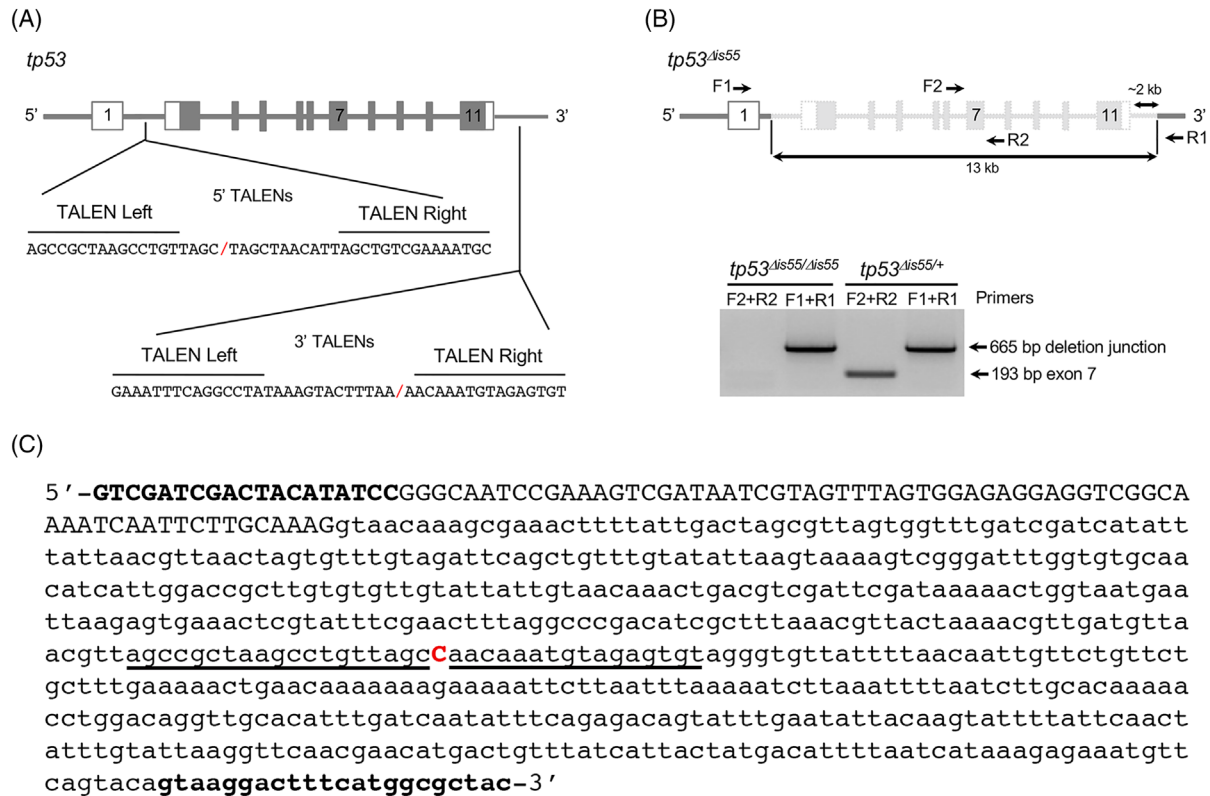 (A)
tp53
5’ 1 7 11 3’
5’ TALENs
TALEN Left TALEN Right
AGCCGCTAAGCCTGTTAGC/TAGCTAACATTAGCTGTCGAAAATGC
3’ TALENs
TALEN Left TALEN Right
GAAATTTCAGGCCTATAAAGTACTTTAA/AACAAATGTAGAGTGT
(B)
tp53Δis55
F1 F2 ~2 kb
5’ 1 7 11 3’
R2 R1
13 kb
tp53Δis55/Δis55 tp53Δis55/+
F2+R2 F1+R1 F2+R2 F1+R1 Primers
665 bp deletion junction
193 bp exon 7
(C)
5’-GTCGATCGACTACATATCCGGGCAATCCGAAAGTCGATAATCGTAGTTTAGTGGAGAGGAGGTCGGCA
AAATCAATTCTTGCAAAGgtaacaaagcgaaacttttattgactagcgttagtggtttgatcgatcatatt
tattaacgttaactagtgtttgtagattcagctgtttgtatattaagtaaaagtcgggatttggtgtgcaa
catcattggaccgcttgtgtgttgtattattgtaacaaactgacgtcgattcgataaaaactggtaatgaa
ttaagagtgaaactcgtatttcgaactttaggcccgacatcgctttaaacgttactaaaacgttgatgttа
acgttagccgctaagcctgttagcCaacaaatgtagagtgtagggtgttattttaacaattgttctgttct
gctttgaaaaactgaacaaaaaaagaaaaattcttaatttaaaaatcttaaattttaatcttgcacaaaaa
cctggacaggttgcacatttgatcaatatttcagagacagtatttgaatattacaagtattttattcaact
atttgtattaaggttcaacgaacatgactgtttatcattactatgacattttaatcataaagagaaatgtt
cagtacagtaaggactttcatggcgctac-3’